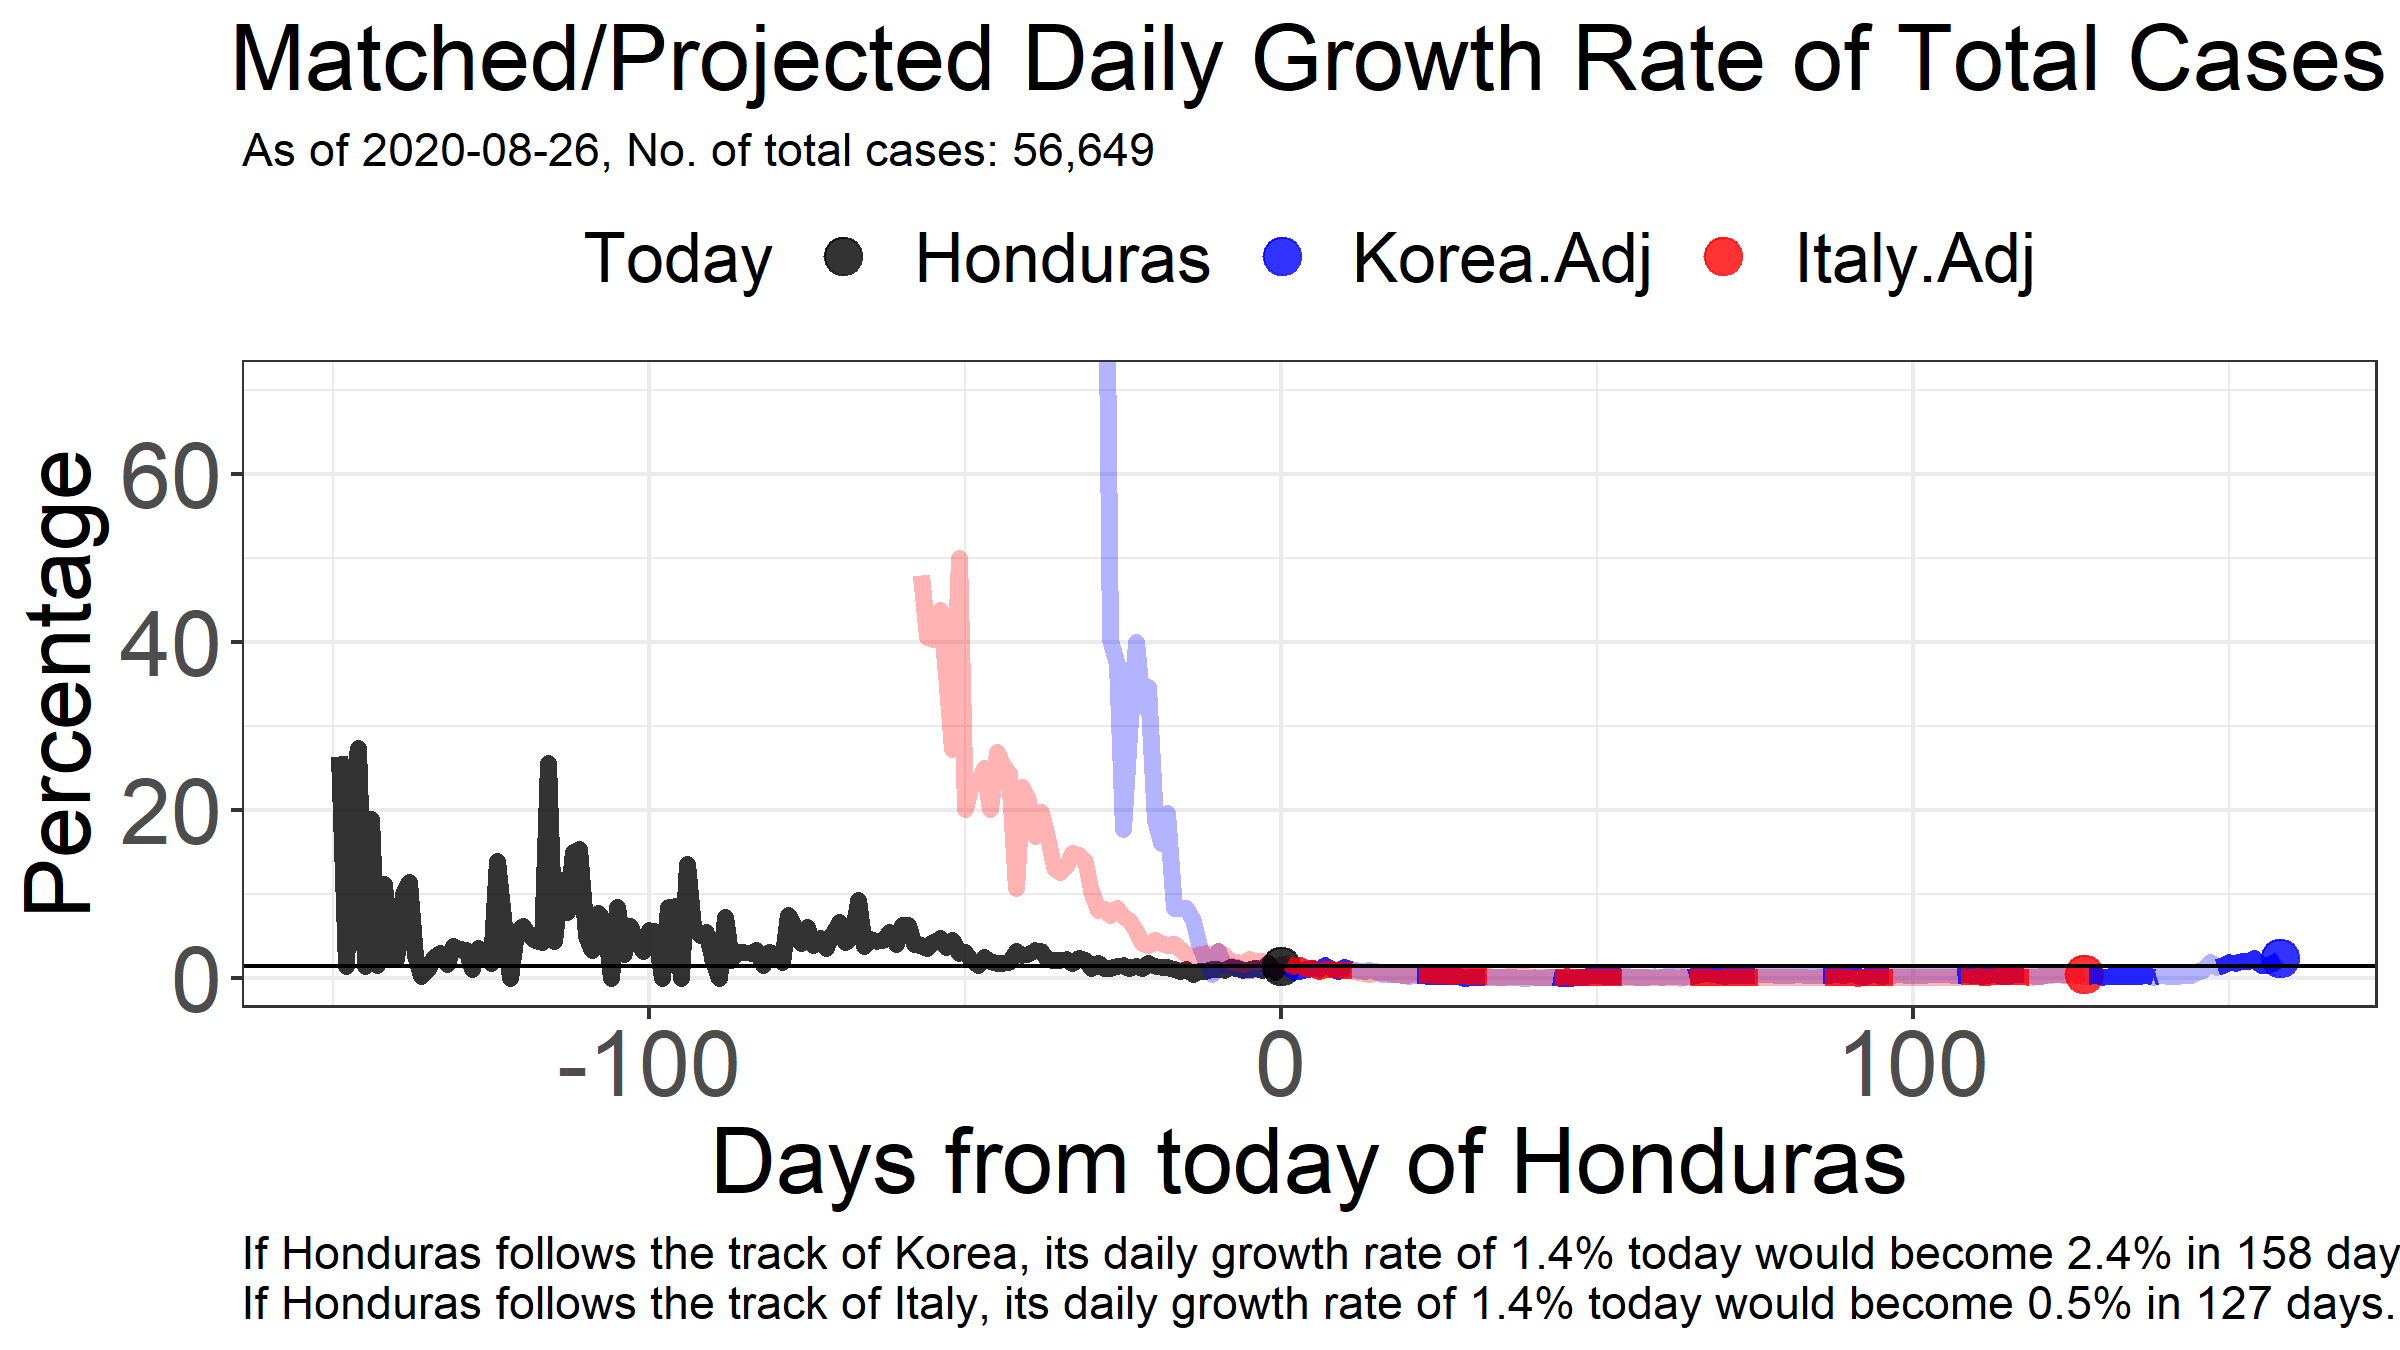 Matched/Projected Daily Growth Rate of Total Cases
As of 2020-08-26, No. of total cases: 56,649
Today Honduras Korea.Adj Italy.Adj
Percentage
60
40
20
0
-100 0 100
Days from today of Honduras
If Honduras follows the track of Korea, its daily growth rate of 1.4% today would become 2.4% in 158 day
If Honduras follows the track of Italy, its daily growth rate of 1.4% today would become 0.5% in 127 days.